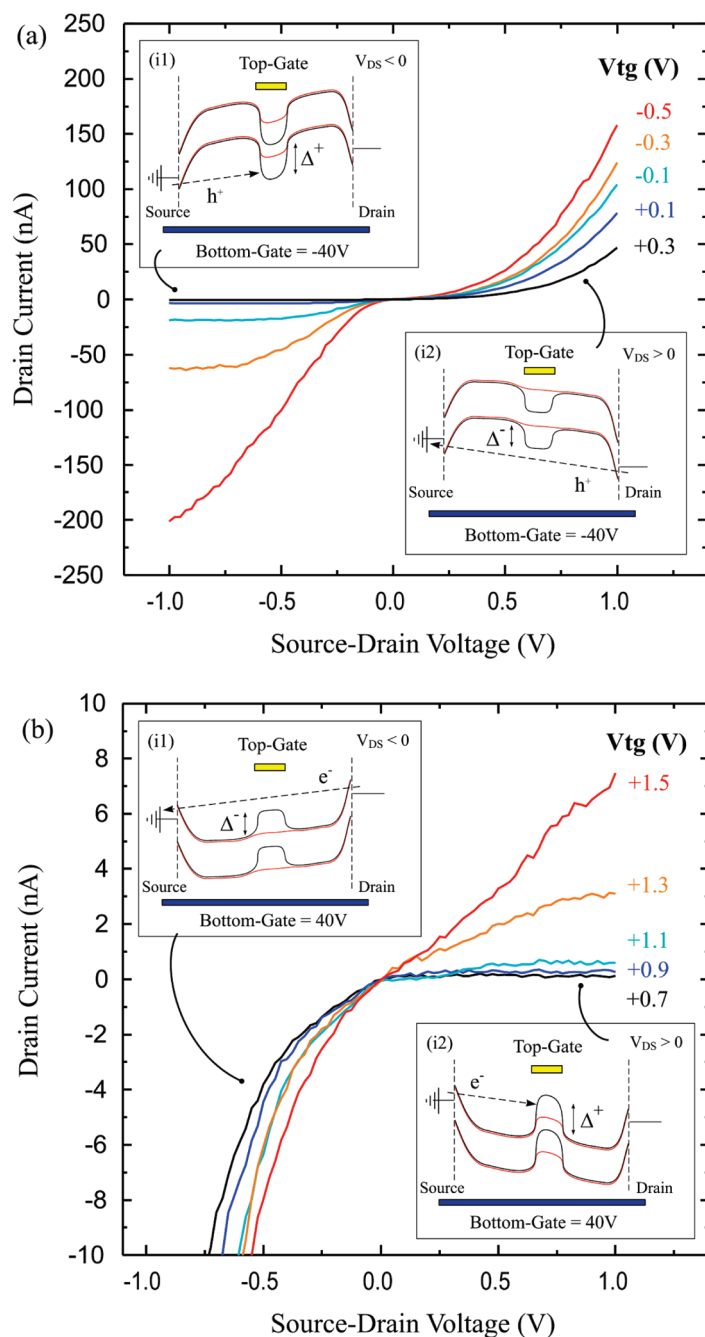 (a)
250
200
150
100
50
0
-50
-100
-150
-200
-250
Drain Current (nA)
-1.0
-0.5
0.0
0.5
1.0
Source-Drain Voltage (V)
Vtg (V)
-0.5
-0.3
-0.1
+0.1
+0.3
(i1)
Top-Gate
V_DS < 0
Δ⁺
h⁺
Source
Drain
Bottom-Gate = -40V
(i2)
Top-Gate
V_DS > 0
Δ⁻
h⁺
Source
Drain
Bottom-Gate = -40V
(b)
10
8
6
4
2
0
-2
-4
-6
-8
-10
Drain Current (nA)
-1.0
-0.5
0.0
0.5
1.0
Source-Drain Voltage (V)
Vtg (V)
+1.5
+1.3
+1.1
+0.9
+0.7
(i1)
Top-Gate
V_DS < 0
e⁻
Δ⁻
Source
Drain
Bottom-Gate = 40V
(i2)
Top-Gate
V_DS > 0
e⁻
Δ⁺
Source
Drain
Bottom-Gate = 40V